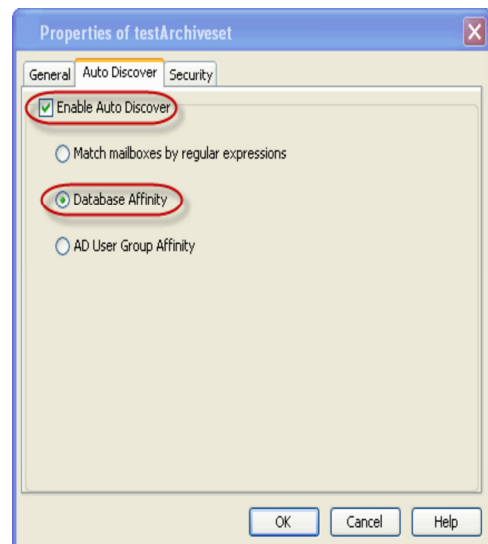 Properties of testArchiveset
General Auto Discover Security
Enable Auto Discover
Match mailboxes by regular expressions
Database Affinity
AD User Group Affinity
OK Cancel Help